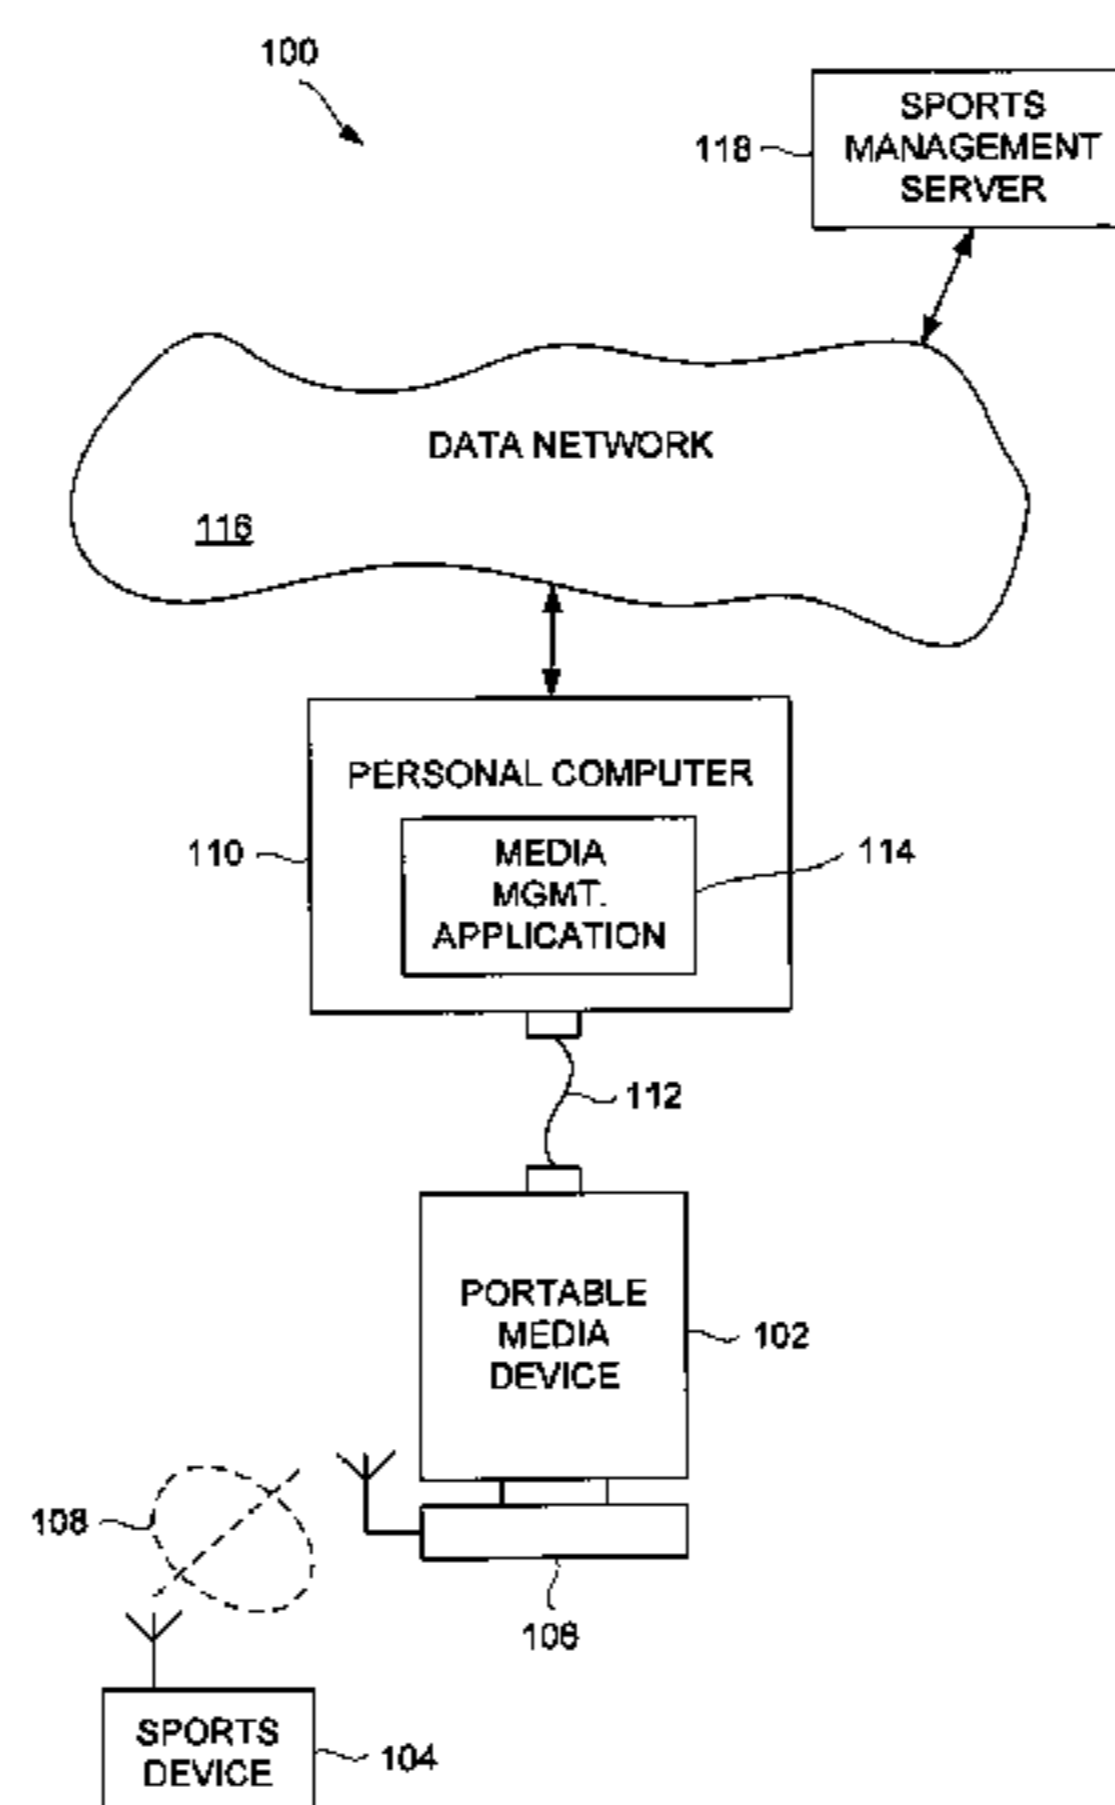 100
SPORTS
MANAGEMENT
SERVER
118
DATA NETWORK
116
PERSONAL COMPUTER
110
MEDIA
MGMT.
APPLICATION
114
112
PORTABLE
MEDIA
DEVICE
102
108
106
SPORTS
DEVICE
104